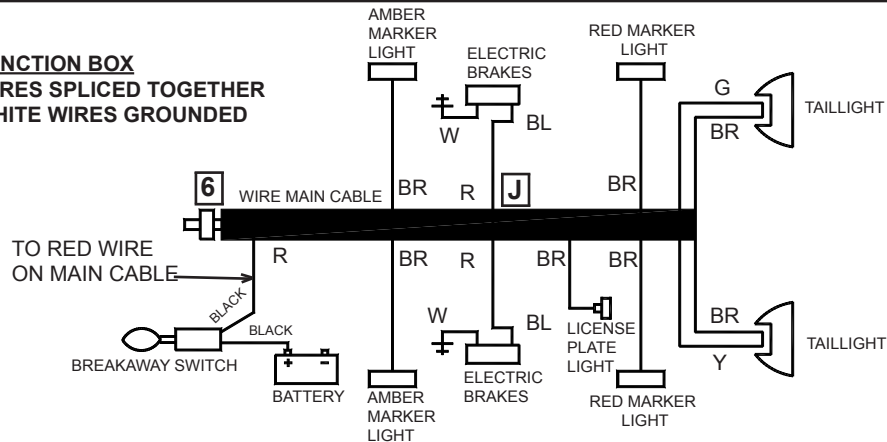 AMBER
MARKER
LIGHT
ELECTRIC
BRAKES
RED MARKER
LIGHT
NCTION BOX
RES SPLICED TOGETHER
HITE WIRES GROUNDED
G
TAILLIGHT
BR
W
BL
6
WIRE MAIN CABLE
BR
R
J
BR
TO RED WIRE
ON MAIN CABLE
R
BR
R
BR
BR
BLACK
BLACK
BREAKAWAY SWITCH
+ -
BATTERY
W
BL
LICENSE
PLATE
LIGHT
BR
TAILLIGHT
Y
AMBER
MARKER
LIGHT
ELECTRIC
BRAKES
RED MARKER
LIGHT